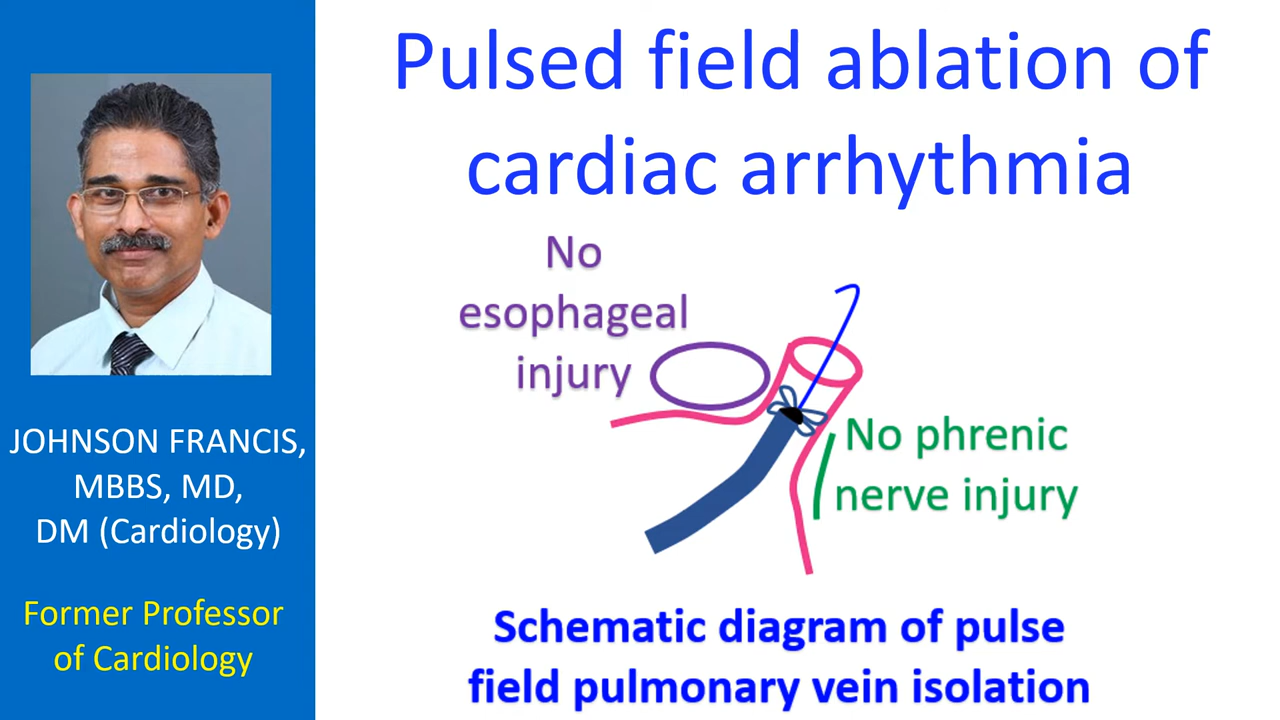 Pulsed field ablation of
cardiac arrhythmia
No
esophageal
injury
No phrenic
nerve injury
Schematic diagram of pulse
field pulmonary vein isolation
JOHNSON FRANCIS,
MBBS, MD,
DM (Cardiology)
Former Professor
of Cardiology